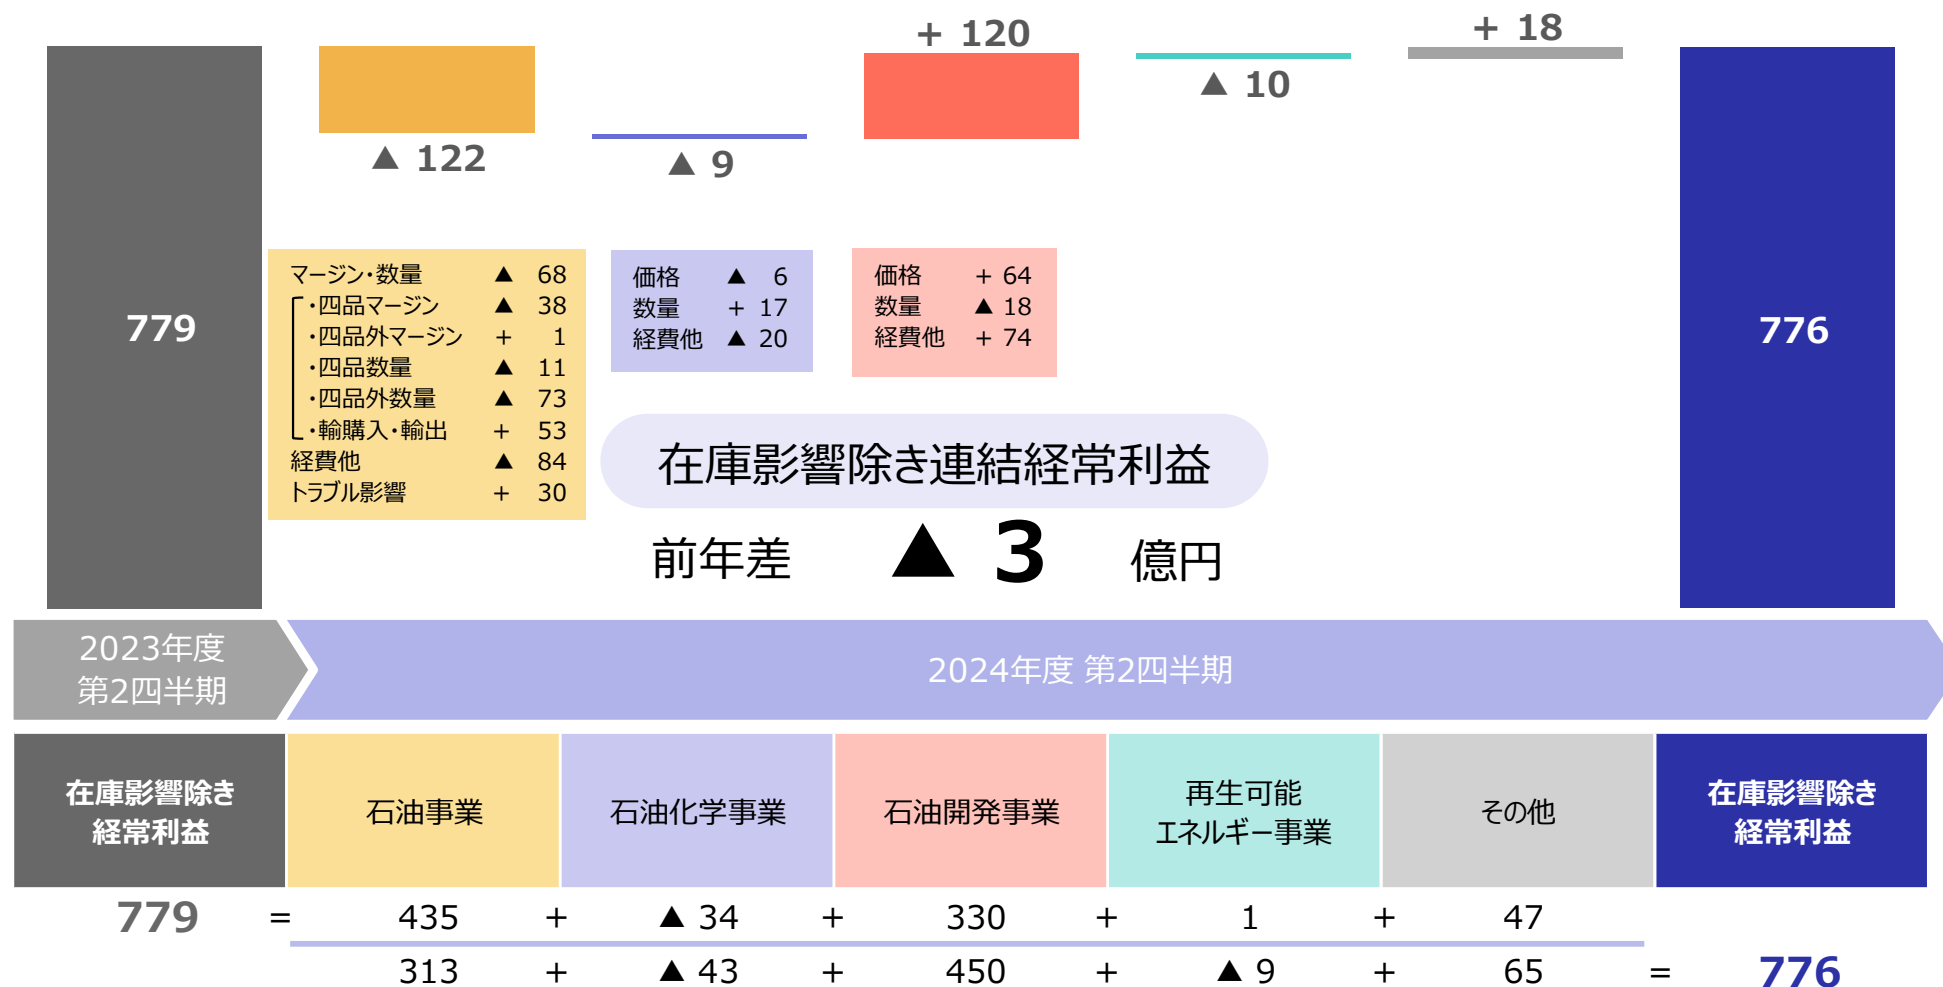 + 120
+ 18
▲ 10
▲ 122
▲ 9
779
マージン・数量 ▲ 68
・四品マージン ▲ 38
・四品外マージン + 1
・四品数量 ▲ 11
・四品外数量 ▲ 73
・輸購入・輸出 + 53
経費他 ▲ 84
トラブル影響 + 30
価格 ▲ 6
数量 + 17
経費他 ▲ 20
価格 + 64
数量 ▲ 18
経費他 + 74
776
在庫影響除き連結経常利益
前年差 ▲ 3 億円
2023年度
第2四半期
2024年度 第2四半期
在庫影響除き
経常利益
石油事業
石油化学事業
石油開発事業
再生可能
エネルギー事業
その他
在庫影響除き
経常利益
779 = 435 + ▲ 34 + 330 + 1 + 47
313 + ▲ 43 + 450 + ▲ 9 + 65 = 776